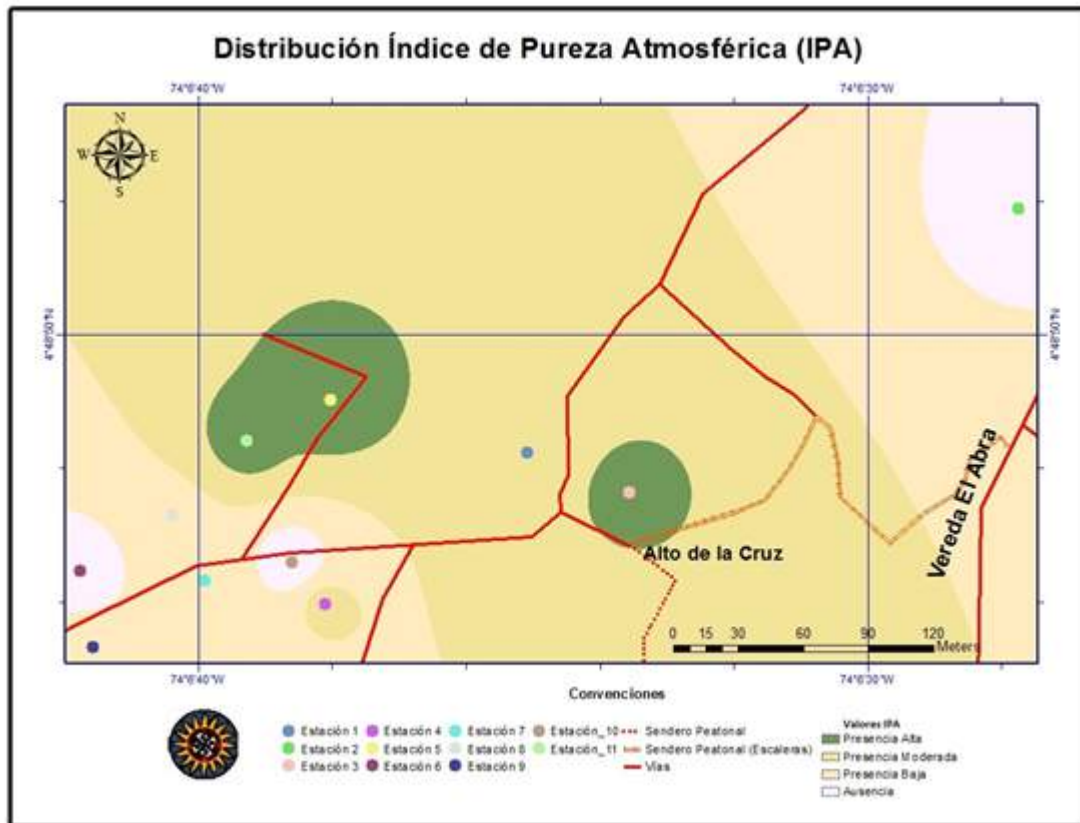 Distribución Índice de Pureza Atmosférica (IPA)
74°6'40"W
74°6'30"W
N
W
E
S
4°48'50"N
4°48'50"N
Vereda El Abra
Alto de la Cruz
0 15 30 60 90 120
Meters
74°6'40"W
74°6'30"W
Convenciones
Estación 1
Estación 4
Estación 7
Estación_10
Sendero Peatonal
Estación 2
Estación 5
Estación 8
Estación_11
Sendero Peatonal (Escaleras)
Estación 3
Estación 6
Estación 9
Vías
Valores IPA
Presencia Alta
Presencia Moderada
Presencia Baja
Ausencia